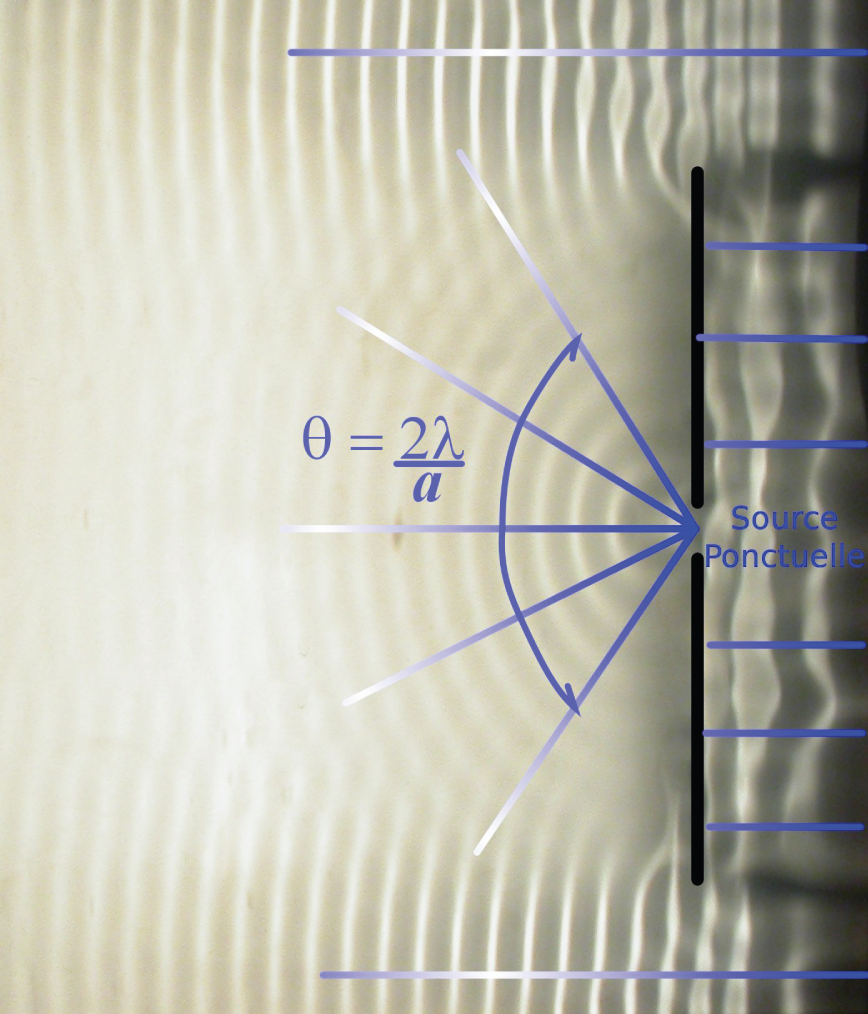 θ = 2λ
a
Source
Ponctuelle